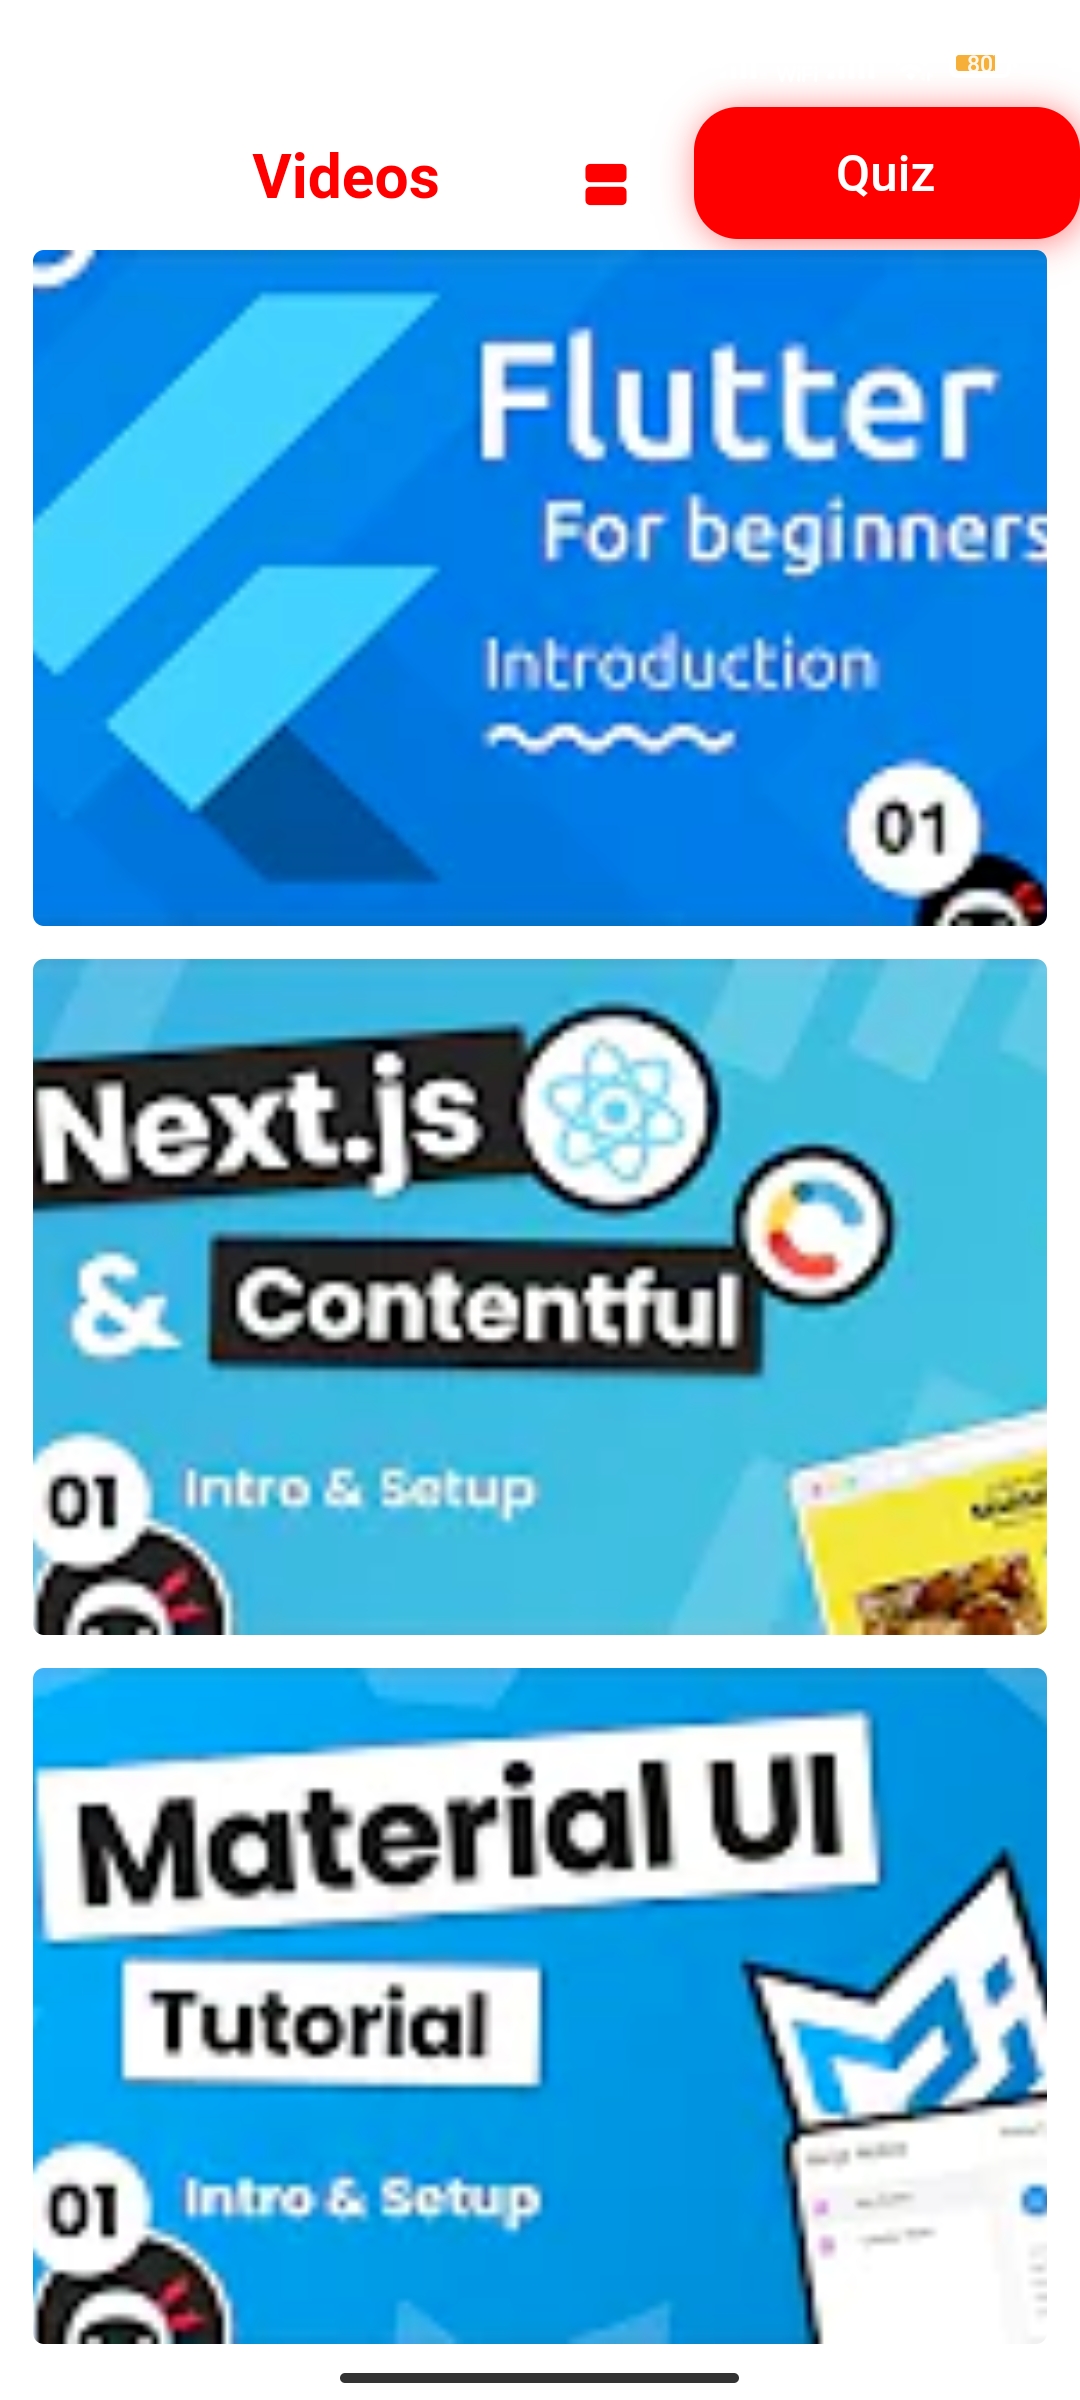 80
Videos
Quiz
Flutter
For beginners
Introduction
01
Next.js
& Contentful
01 Intro & Setup
Material UI
Tutorial
01 Intro & Setup